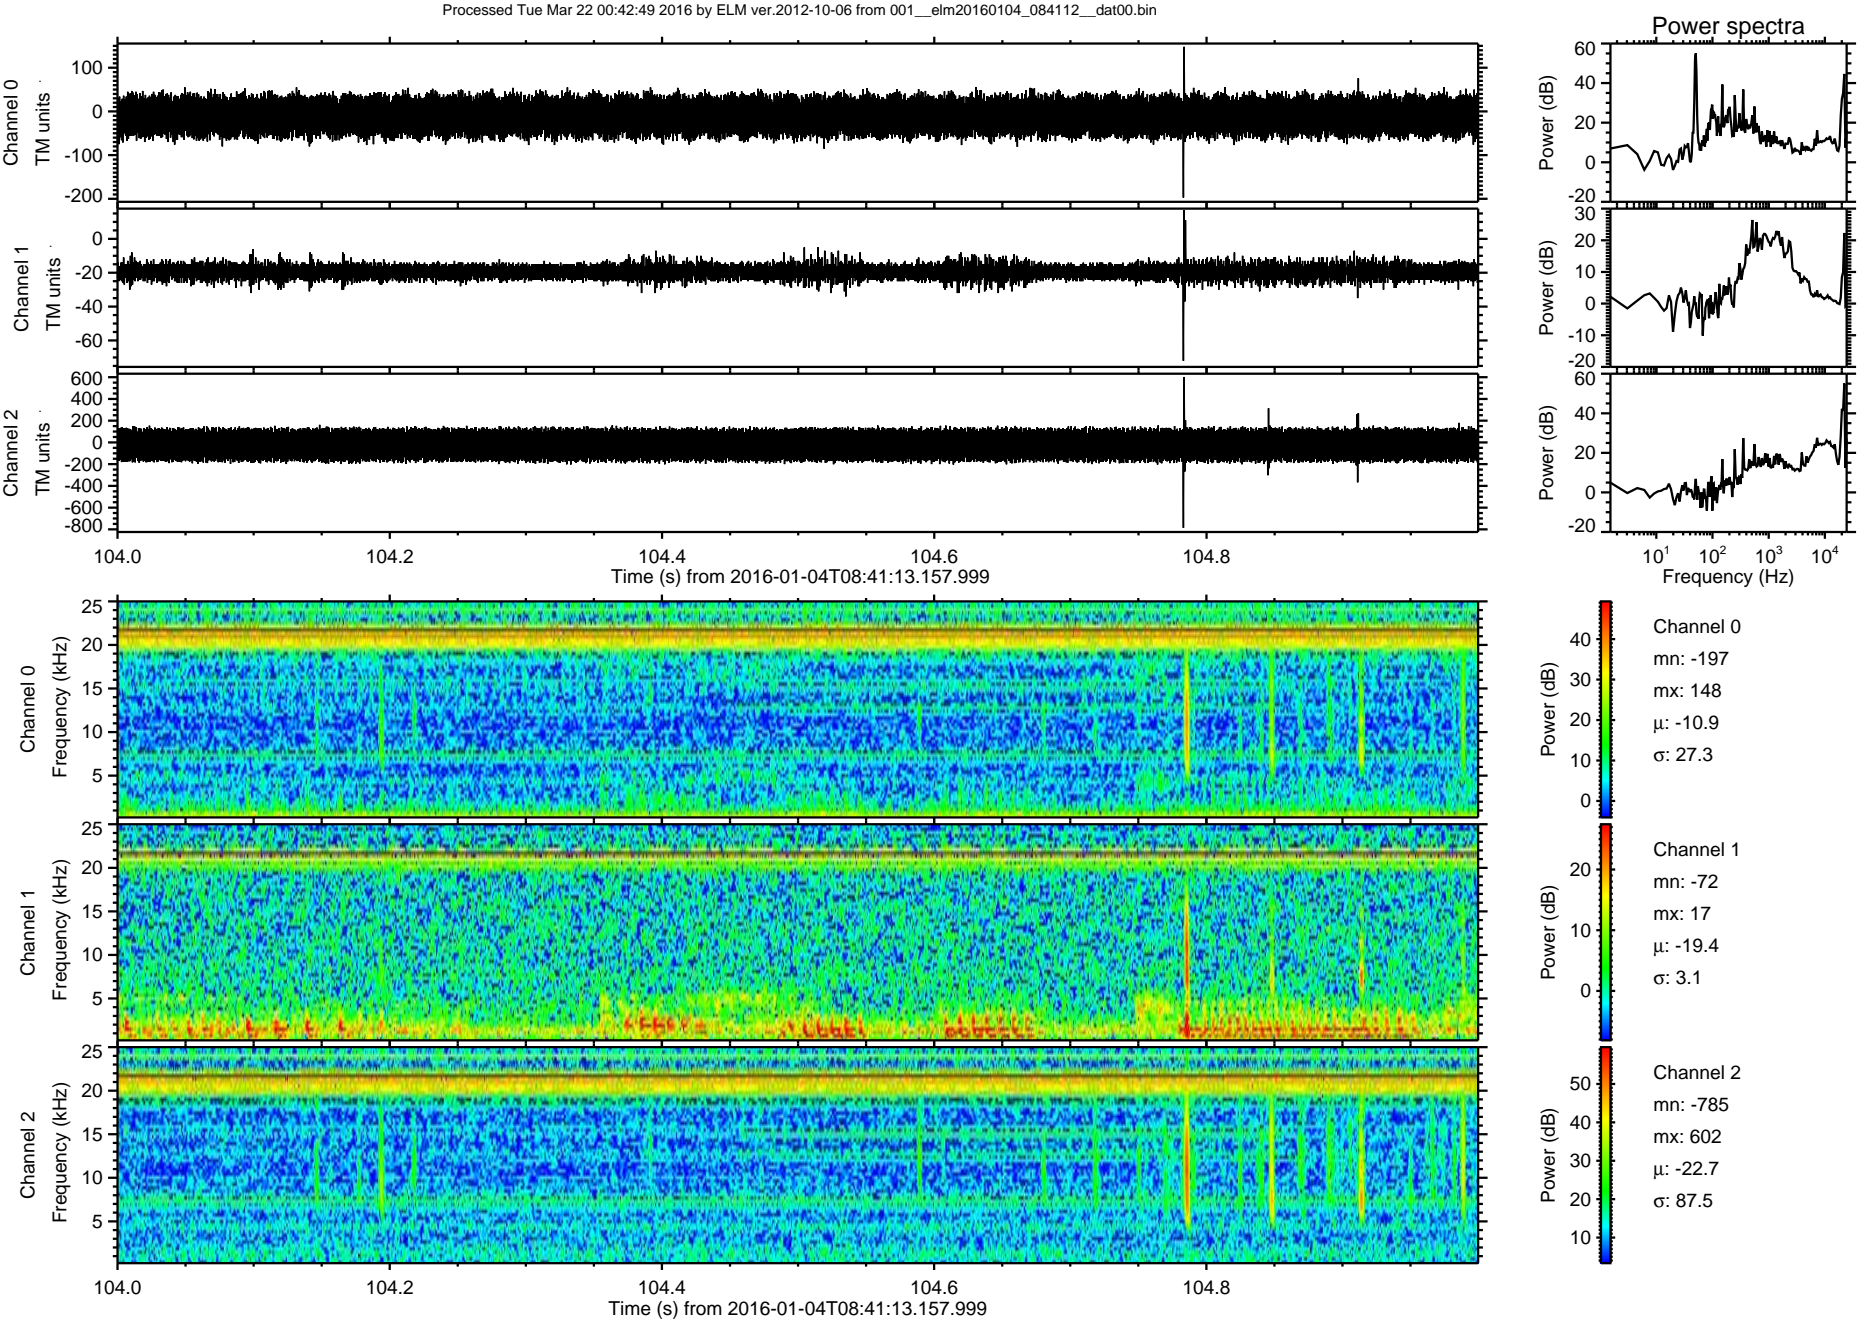 Processed Tue Mar 22 00:42:49 2016 by ELM ver.2012-10-06 from 001__elm20160104_084112__dat00.bin
Power spectra
Channel 0
TM units
100
0
-100
-200
Power (dB)
60
40
20
0
-20
Channel 1
TM units
0
-20
-40
-60
Power (dB)
30
20
10
0
-10
-20
Channel 2
TM units
600
400
200
0
-200
-400
-600
-800
Power (dB)
60
40
20
0
-20
104.0 104.2 104.4 104.6 104.8
Time (s) from 2016-01-04T08:41:13.157.999
10¹ 10² 10³ 10⁴
Frequency (Hz)
Channel 0
Frequency (kHz)
25
20
15
10
5
Power (dB)
40
30
20
10
0
Channel 0
mn: -197
mx: 148
μ: -10.9
σ: 27.3
Channel 1
Frequency (kHz)
25
20
15
10
5
Power (dB)
20
10
0
Channel 1
mn: -72
mx: 17
μ: -19.4
σ: 3.1
Channel 2
Frequency (kHz)
25
20
15
10
5
Power (dB)
50
40
30
20
10
Channel 2
mn: -785
mx: 602
μ: -22.7
σ: 87.5
104.0 104.2 104.4 104.6 104.8
Time (s) from 2016-01-04T08:41:13.157.999